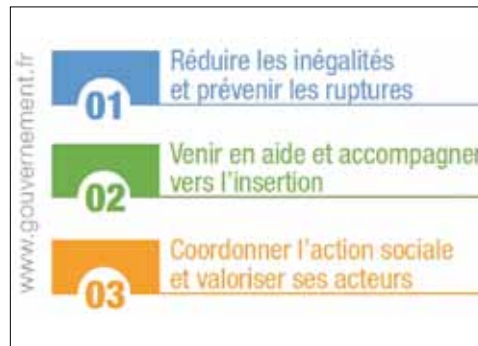 www.gouvernement.fr
01
Réduire les inégalités
et prévenir les ruptures
02
Venir en aide et accompagner
vers l'insertion
03
Coordonner l'action sociale
et valoriser ses acteurs